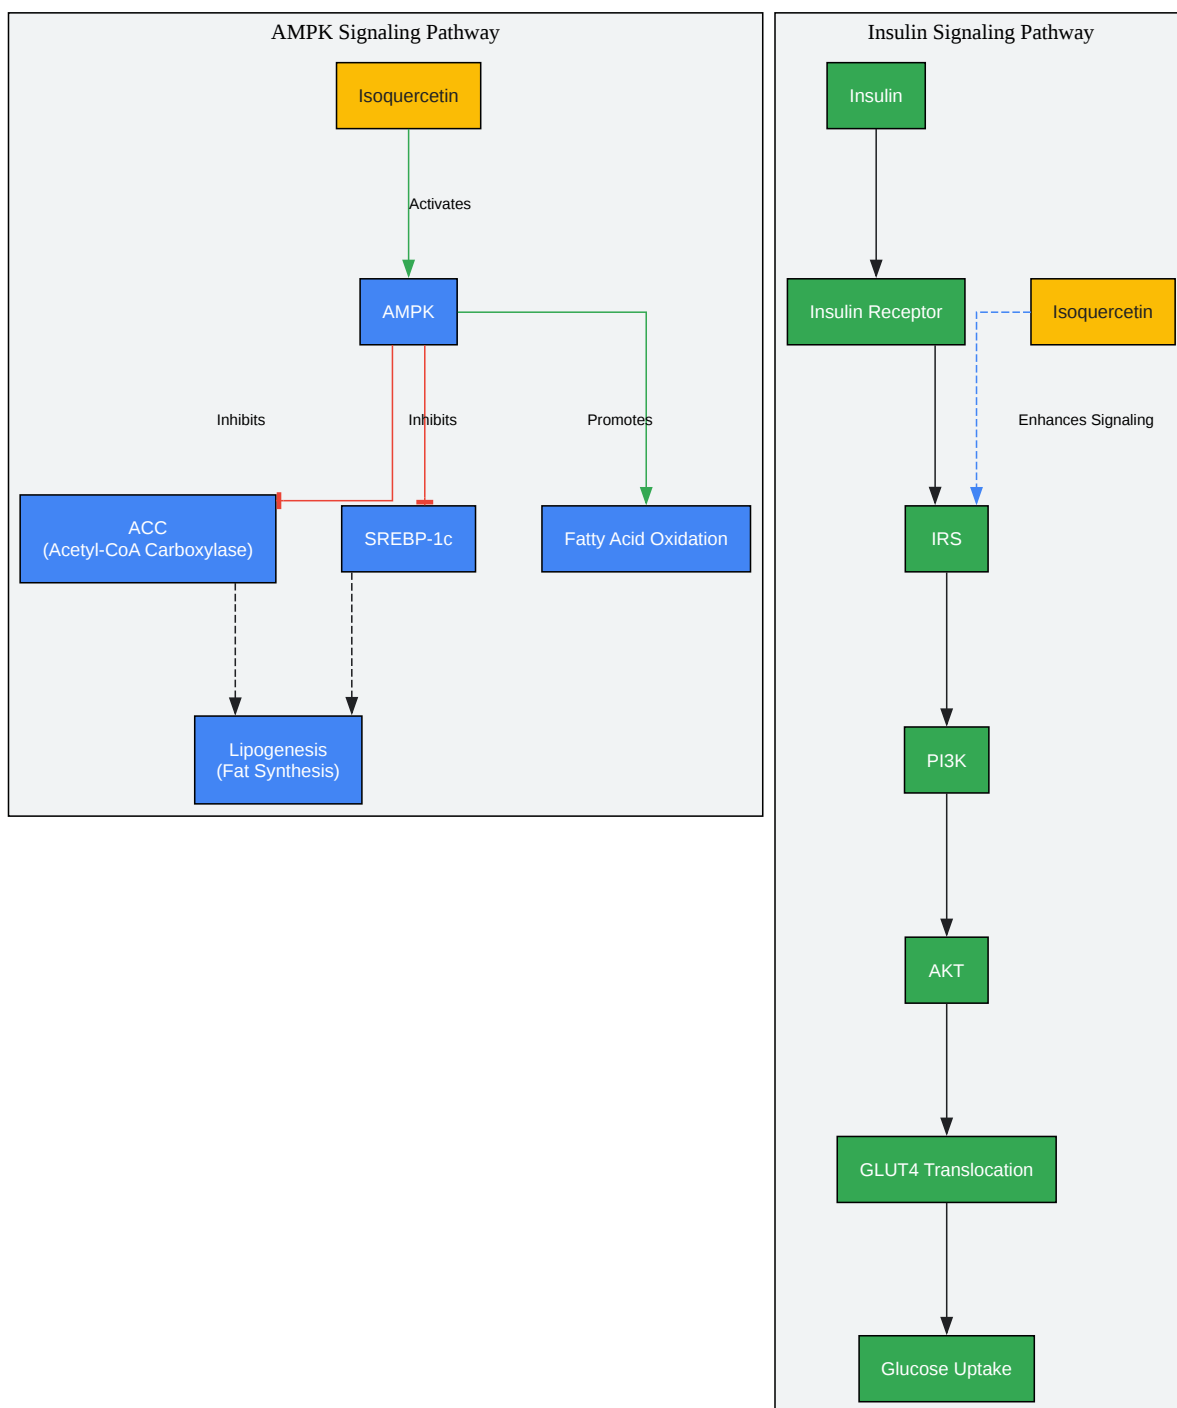 AMPK Signaling Pathway
Isoquercetin
Activates
AMPK
Inhibits
Inhibits
Promotes
ACC
(Acetyl-CoA Carboxylase)
SREBP-1c
Fatty Acid Oxidation
Lipogenesis
(Fat Synthesis)
Insulin Signaling Pathway
Insulin
Insulin Receptor
Isoquercetin
Enhances Signaling
IRS
PI3K
AKT
GLUT4 Translocation
Glucose Uptake